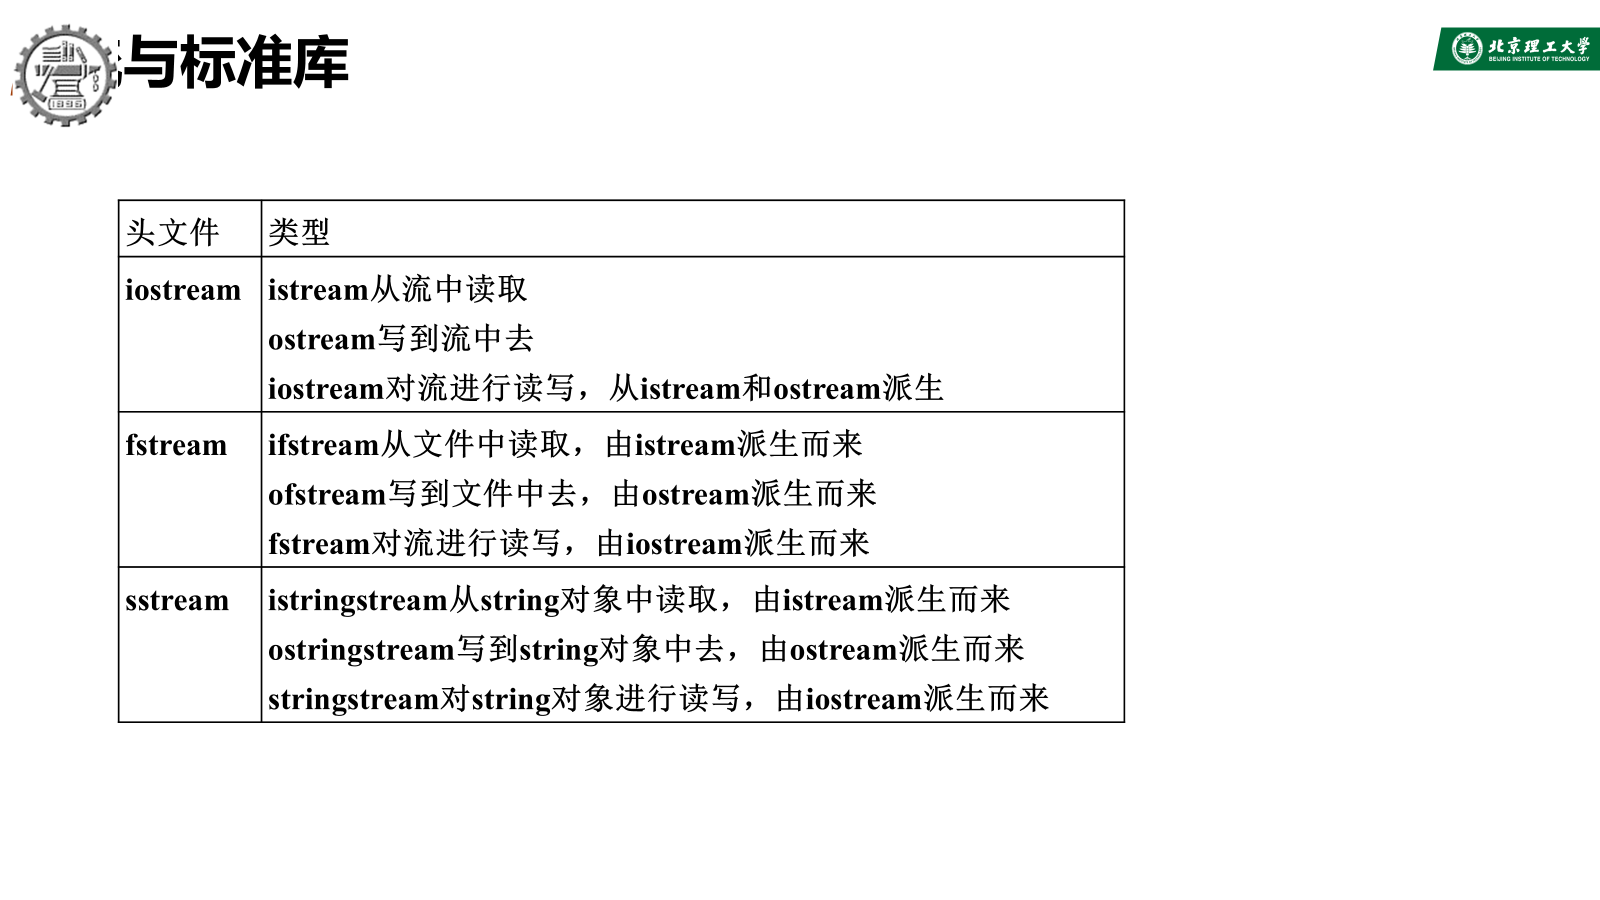 与标准库
1896
北京理工大学
BEIJING INSTITUTE OF TECHNOLOGY
头文件 类型
iostream istream从流中读取
ostream写到流中去
iostream对流进行读写，从istream和ostream派生
fstream ifstream从文件中读取，由istream派生而来
ofstream写到文件中去，由ostream派生而来
fstream对流进行读写，由iostream派生而来
sstream istringstream从string对象中读取，由istream派生而来
ostringstream写到string对象中去，由ostream派生而来
stringstream对string对象进行读写，由iostream派生而来